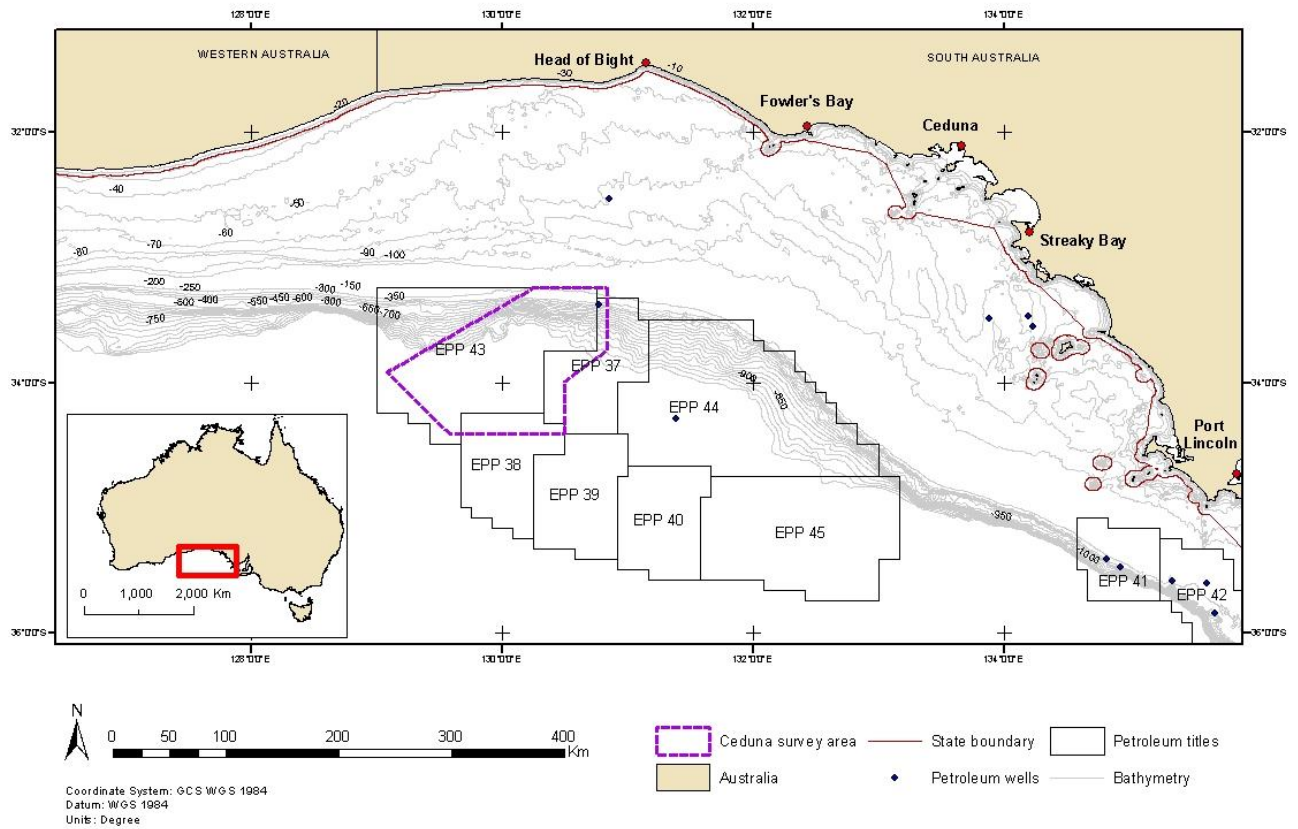 128°0'0"E 130°0'0"E 132°0'0"E 134°0'0"E
WESTERN AUSTRALIA
SOUTH AUSTRALIA
Head of Bight
-10
-30
-20
Fowler's Bay
Ceduna
32°0'0"S 32°0'0"S
-40
-50
-60
-70
-80
-90 -100
Streaky Bay
-200 -250 -300 -150
-600 -400 -550 -450 -600 -800 -350
-750
-650 -700
EPP 43
EPP 37
34°0'0"S 34°0'0"S
-900
-850
EPP 44
Port
Lincoln
EPP 38
EPP 39
EPP 40
EPP 45
-950
-1000
EPP 41
EPP 42
0 1,000 2,000 Km
36°0'0"S 36°0'0"S
128°0'0"E 130°0'0"E 132°0'0"E 134°0'0"E
N
0 50 100 200 300 400
Km
Ceduna survey area
State boundary
Petroleum titles
Australia
Petroleum wells
Bathymetry
Coordinate System: GCS WGS 1984
Datum: WGS 1984
Units: Degree